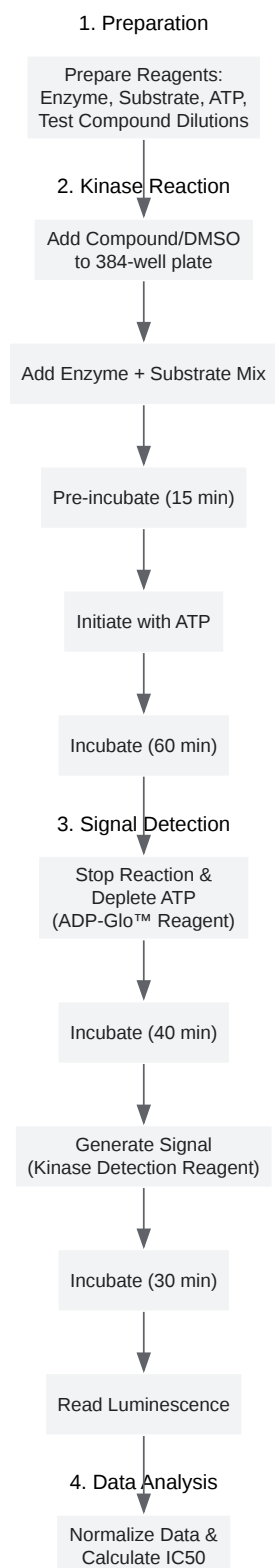 1. Preparation
Prepare Reagents:
Enzyme, Substrate, ATP,
Test Compound Dilutions
2. Kinase Reaction
Add Compound/DMSO
to 384-well plate
Add Enzyme + Substrate Mix
Pre-incubate (15 min)
Initiate with ATP
Incubate (60 min)
3. Signal Detection
Stop Reaction &
Deplete ATP
(ADP-Glo™ Reagent)
Incubate (40 min)
Generate Signal
(Kinase Detection Reagent)
Incubate (30 min)
Read Luminescence
4. Data Analysis
Normalize Data &
Calculate IC50